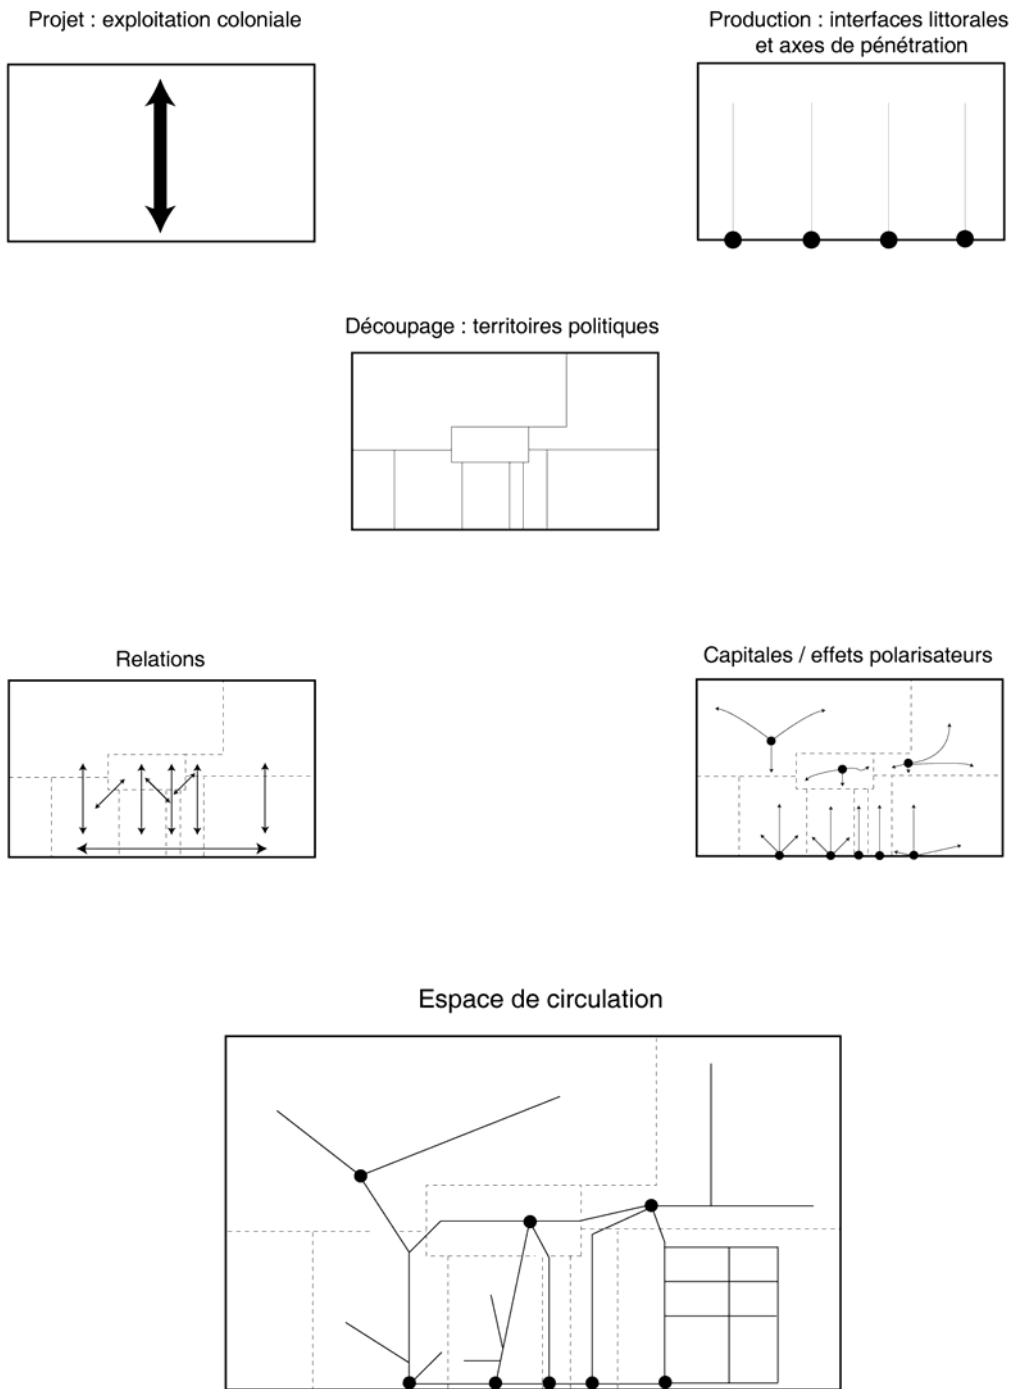 Projet : exploitation coloniale
Production : interfaces littorales
et axes de pénétration
Découpage : territoires politiques
Relations
Capitales / effets polarisateurs
Espace de circulation